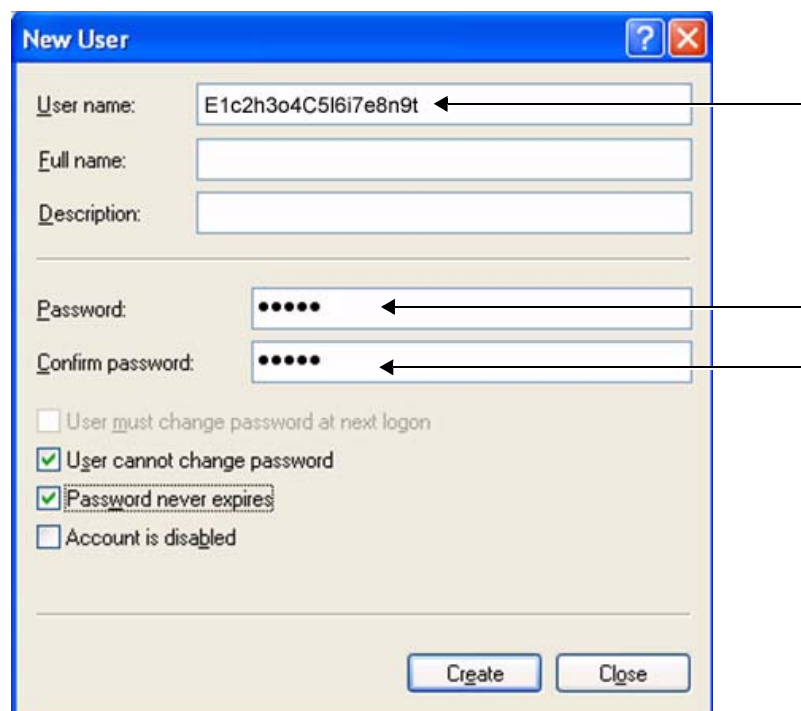 New User
User name: E1c2h3o4C5l6i7e8n9t
Full name:
Description:
Password: •••••
Confirm password: •••••
User must change password at next logon
User cannot change password
Password never expires
Account is disabled
Create Close